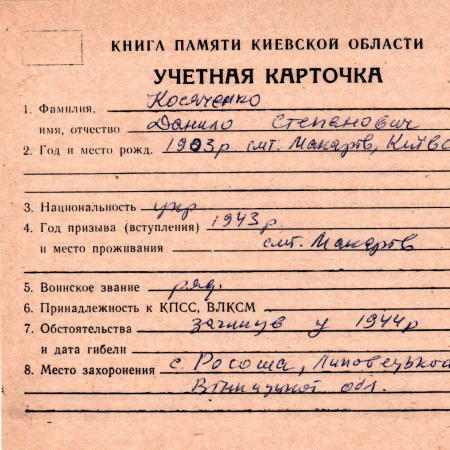 КНИГА ПАМЯТИ КИЕВСКОЙ ОБЛАСТИ
УЧЕТНАЯ КАРТОЧКА
1. Фамилия, Косяченко
имя, отчество Данило Степанович
2. Год и место рожд. 1903р смт. Макарів, Київс
3. Национальность укр.
4. Год призыва (вступления) 1943р.
и место проживания смт. Макарів
5. Воинское звание ряд.
6. Принадлежность к КПСС, ВЛКСМ
7. Обстоятельства загинув у 1944р
и дата гибели
8. Место захоронения с. Росоша, Липовецької
Вінницької обл.